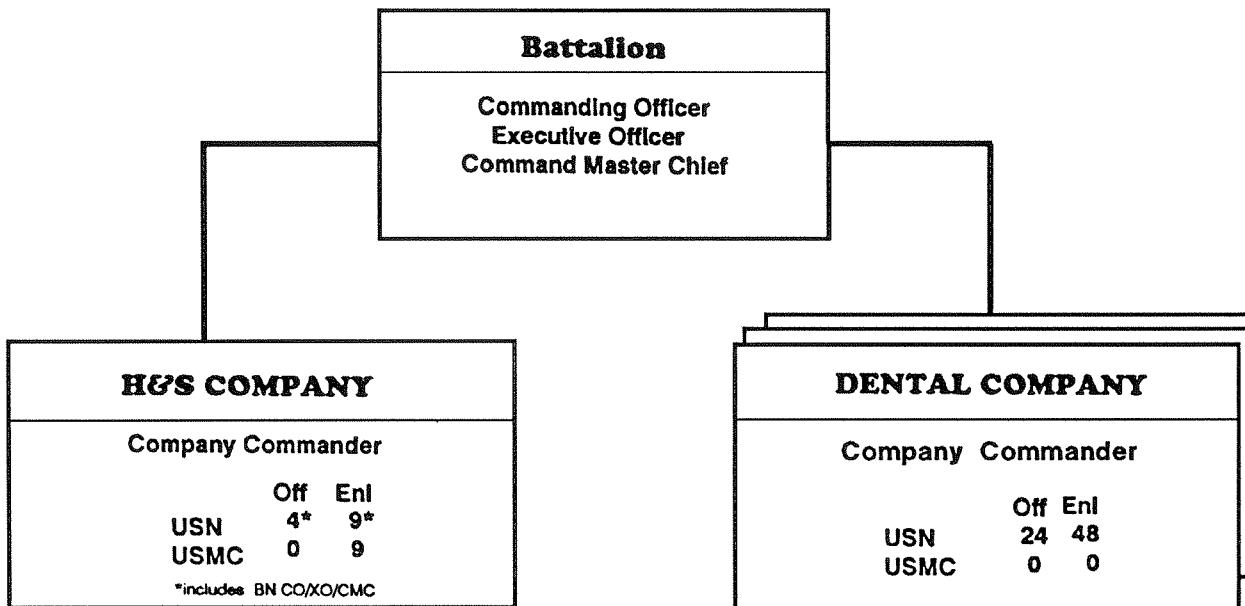 Battalion
Commanding Officer
Executive Officer
Command Master Chief
H&S COMPANY
Company Commander
Off Enl
USN 4* 9*
USMC 0 9
*includes BN CO/XO/CMC
DENTAL COMPANY
Company Commander
Off Enl
USN 24 48
USMC 0 0